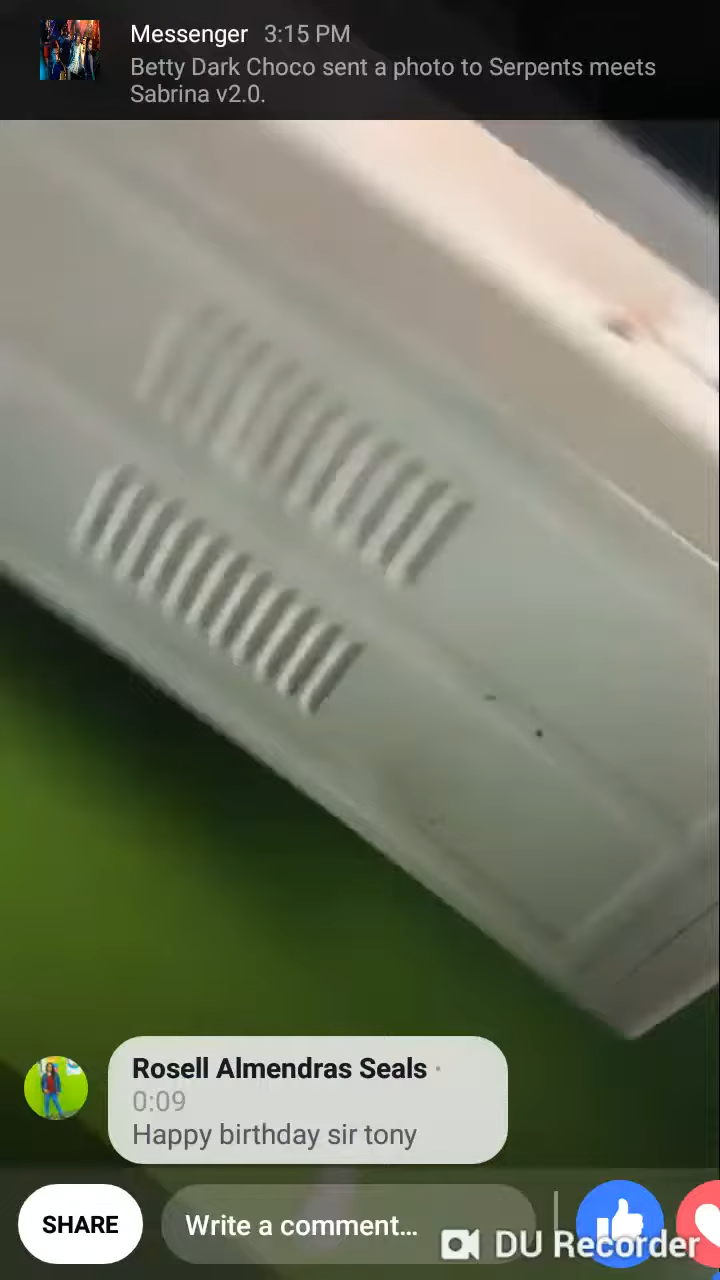 Messenger 3:15 PM
Betty Dark Choco sent a photo to Serpents meets
Sabrina v2.0.
Rosell Almendras Seals ·
0:09
Happy birthday sir tony
SHARE
Write a comment...
DU Recorder